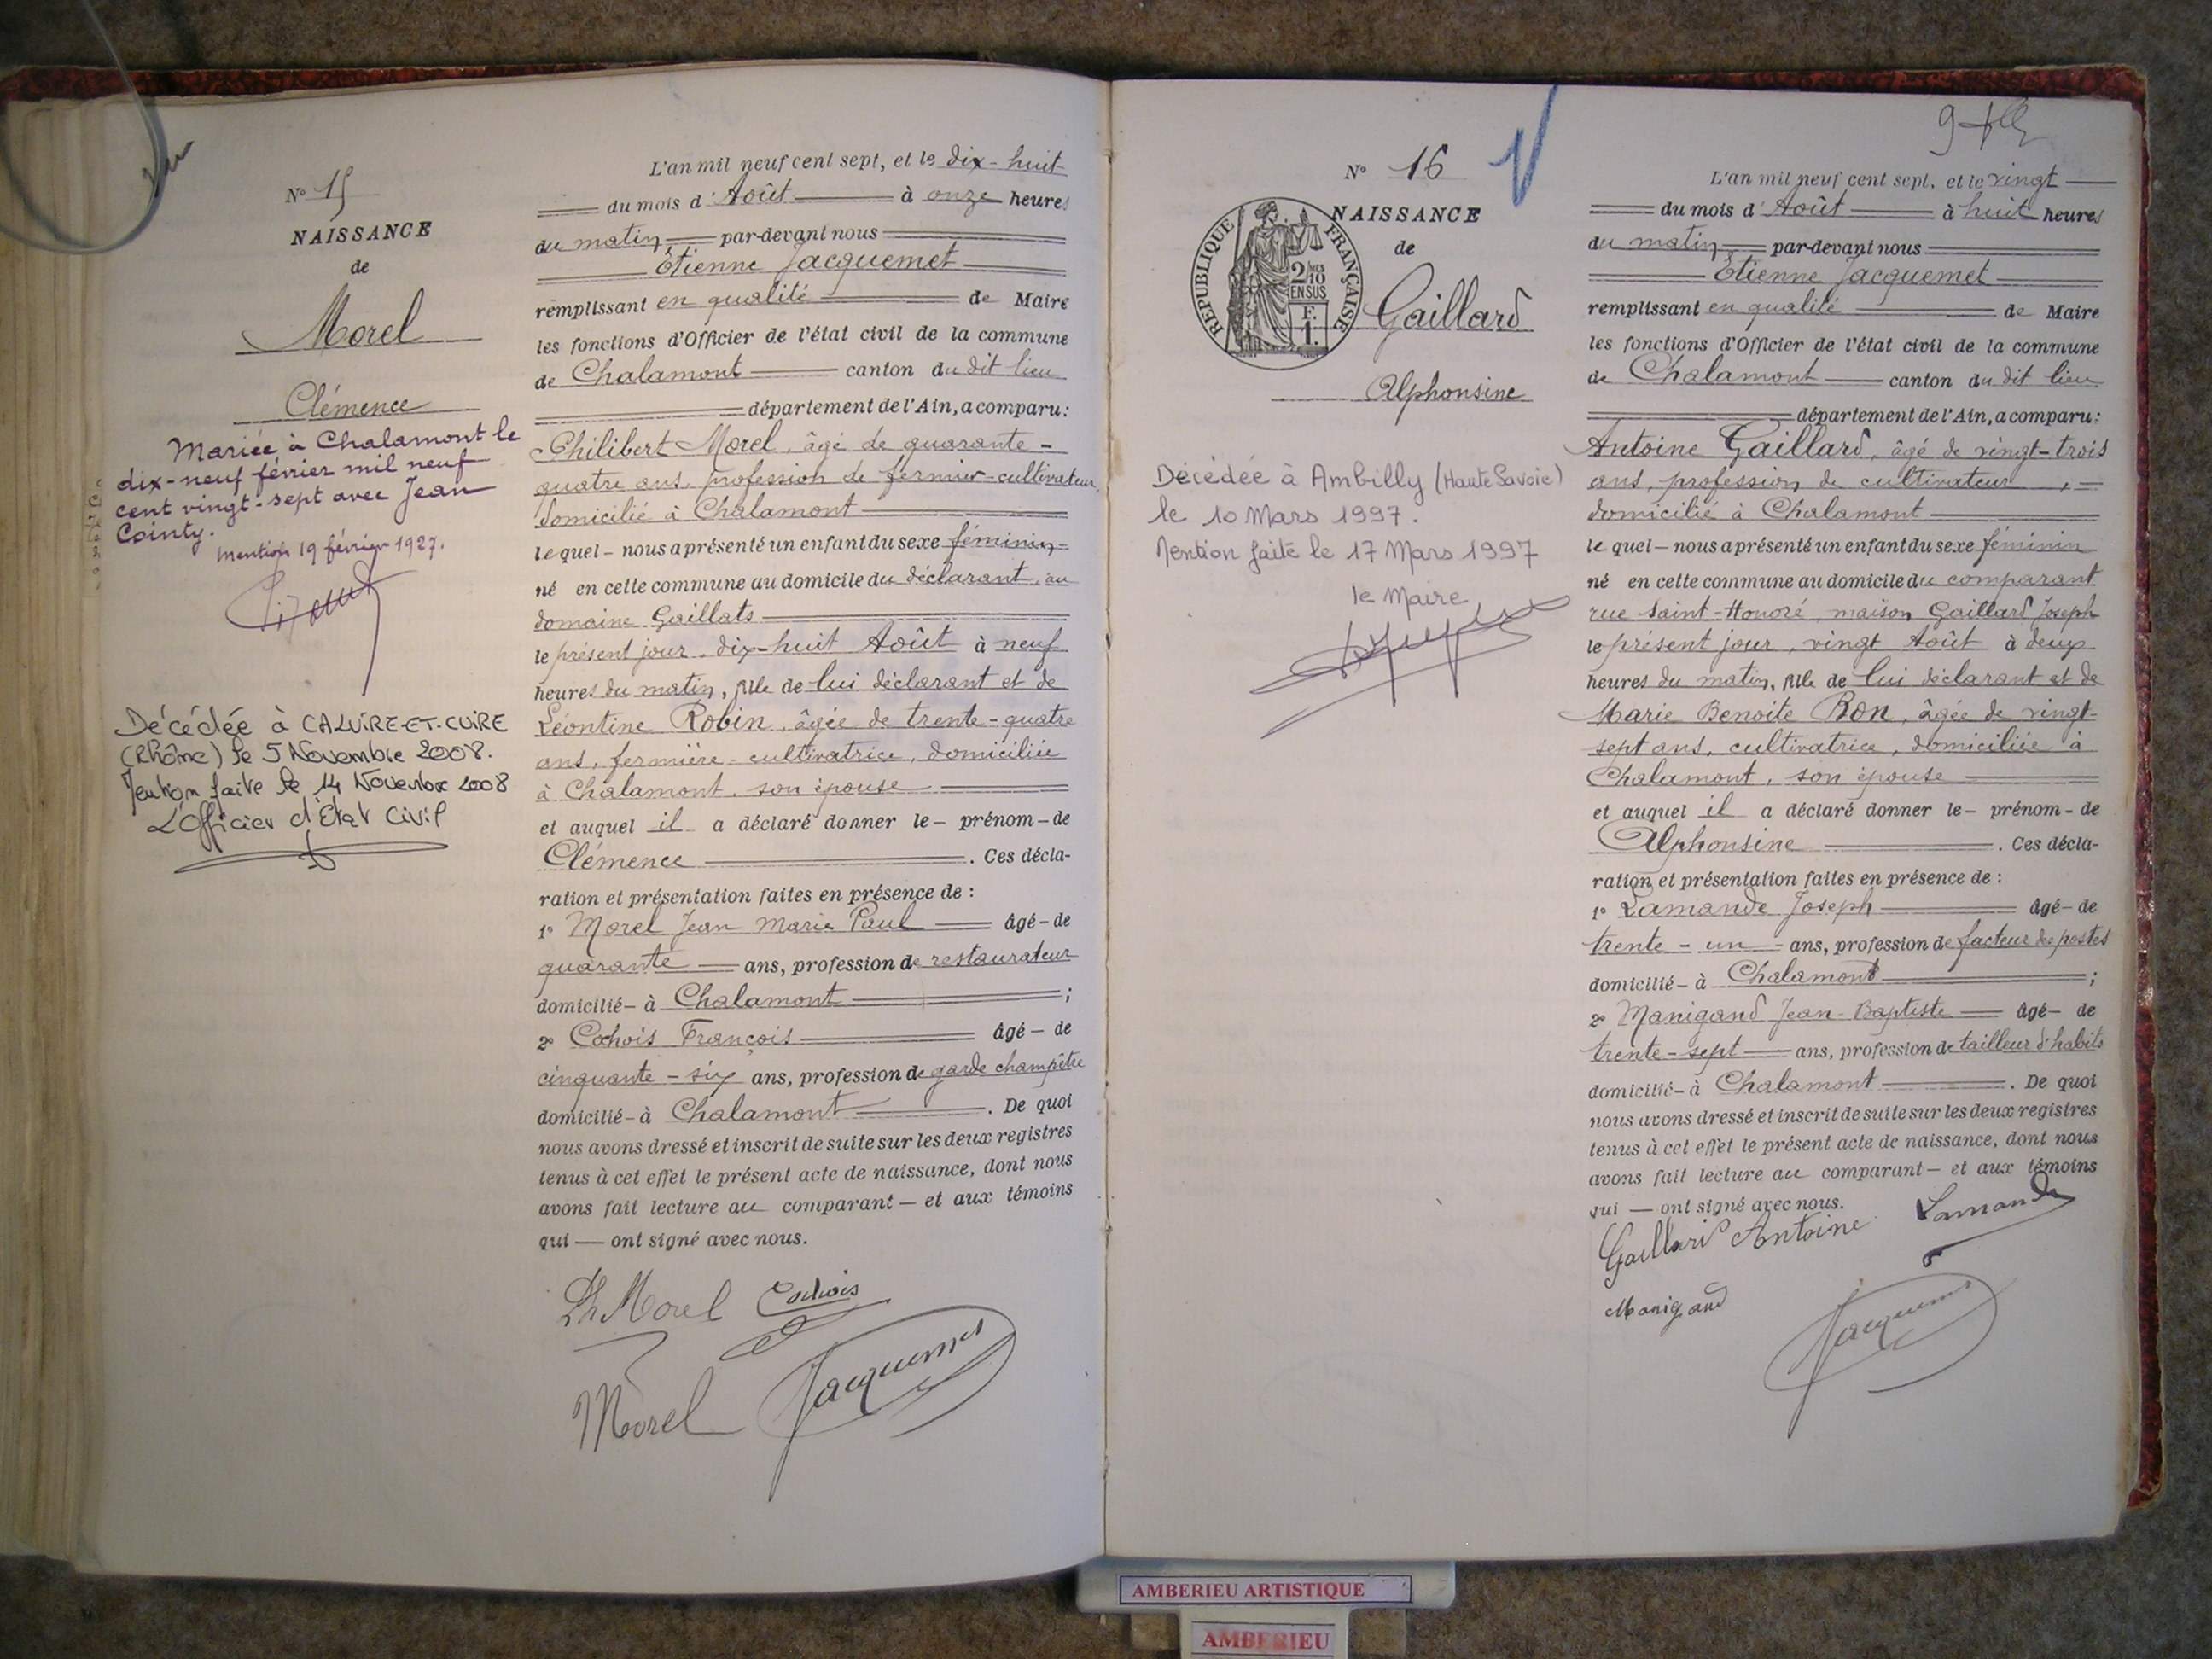 N° 15
NAISSANCE
de
Morel
Clémence
Mariée à Chalamont le
dix-neuf février mil neuf
cent vingt-sept avec Jean
Cointy.
Mention 19 février 1927.
Décédée à CALUIRE-ET-CUIRE
(Rhône) le 5 Novembre 2008.
Mention faite le 14 Novembre 2008
L'Officier d'Etat Civil
L'an mil neuf cent sept, et le dix-huit
du mois d'Août à onze heures
du matin par-devant nous
Étienne Jacquemet
remplissant en qualité de Maire
les fonctions d'Officier de l'état civil de la commune
de Chalamont canton du dit lieu
département de l'Ain, a comparu:
Philibert Morel, âgé de quarante-
quatre ans, profession de fermier-cultivateur,
domicilié à Chalamont
lequel - nous a présenté un enfant du sexe féminin
né en cette commune au domicile du déclarant, au
domaine Gaillats
le présent jour, dix-huit Août à neuf
heures du matin, fille de lui déclarant et de
Léontine Robin, âgée de trente-quatre
ans, fermière-cultivatrice, domiciliée
à Chalamont, son épouse
et auquel il a déclaré donner le - prénom - de
Clémence. Ces décla-
ration et présentation faites en présence de :
1° Morel Jean Marie Paul âgé - de
quarante ans, profession de restaurateur
domicilié - à Chalamont ;
2° Cochois François âgé - de
cinquante-six ans, profession de garde champêtre
domicilié - à Chalamont. De quoi
nous avons dressé et inscrit de suite sur les deux registres
tenus à cet effet le présent acte de naissance, dont nous
avons fait lecture au comparant - et aux témoins
qui - ont signé avec nous.
Ph Morel Cochois
Morel Jacquemet
N° 16
NAISSANCE
de
RÉPUBLIQUE FRANÇAISE
2/10
EN SUS
F.
1.
Gaillard
Alphonsine
Décédée à Ambilly (Haute Savoie)
le 10 Mars 1997.
Mention faite le 17 Mars 1997
le Maire
L'an mil neuf cent sept, et le vingt
du mois d'Août à huit heures
du matin par-devant nous
Étienne Jacquemet
remplissant en qualité de Maire
les fonctions d'Officier de l'état civil de la commune
de Chalamont canton du dit lieu
département de l'Ain, a comparu:
Antoine Gaillard, âgé de vingt-trois
ans, profession de cultivateur,
domicilié à Chalamont
lequel - nous a présenté un enfant du sexe féminin
né en cette commune au domicile du comparant
rue Saint-Honoré, maison Gaillard Joseph
le présent jour, vingt Août à deux
heures du matin, fille de lui déclarant et de
Marie Benoite Bon, âgée de vingt-
sept ans, cultivatrice, domiciliée à
Chalamont, son épouse
et auquel il a déclaré donner le - prénom - de
Alphonsine. Ces décla-
ration et présentation faites en présence de :
1° Lamande Joseph âgé - de
trente-un ans, profession de facteur des postes
domicilié - à Chalamont ;
2° Manigand Jean-Baptiste âgé - de
trente-sept ans, profession de tailleur d'habits
domicilié - à Chalamont. De quoi
nous avons dressé et inscrit de suite sur les deux registres
tenus à cet effet le présent acte de naissance, dont nous
avons fait lecture au comparant - et aux témoins
qui - ont signé avec nous.
Gaillard Antoine Lamande
Manigand Jacquemet
AMBERIEU ARTISTIQUE
AMBERIEU